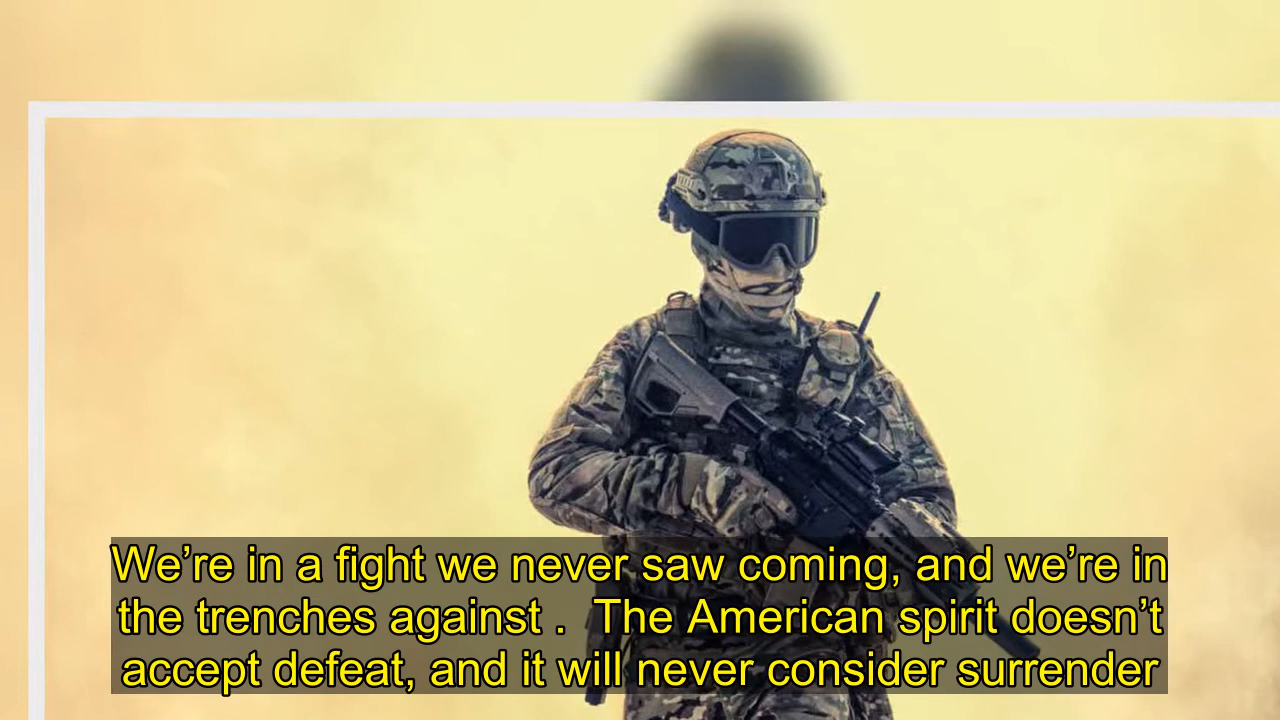 We’re in a fight we never saw coming, and we’re in
the trenches against .  The American spirit doesn’t
accept defeat, and it will never consider surrender